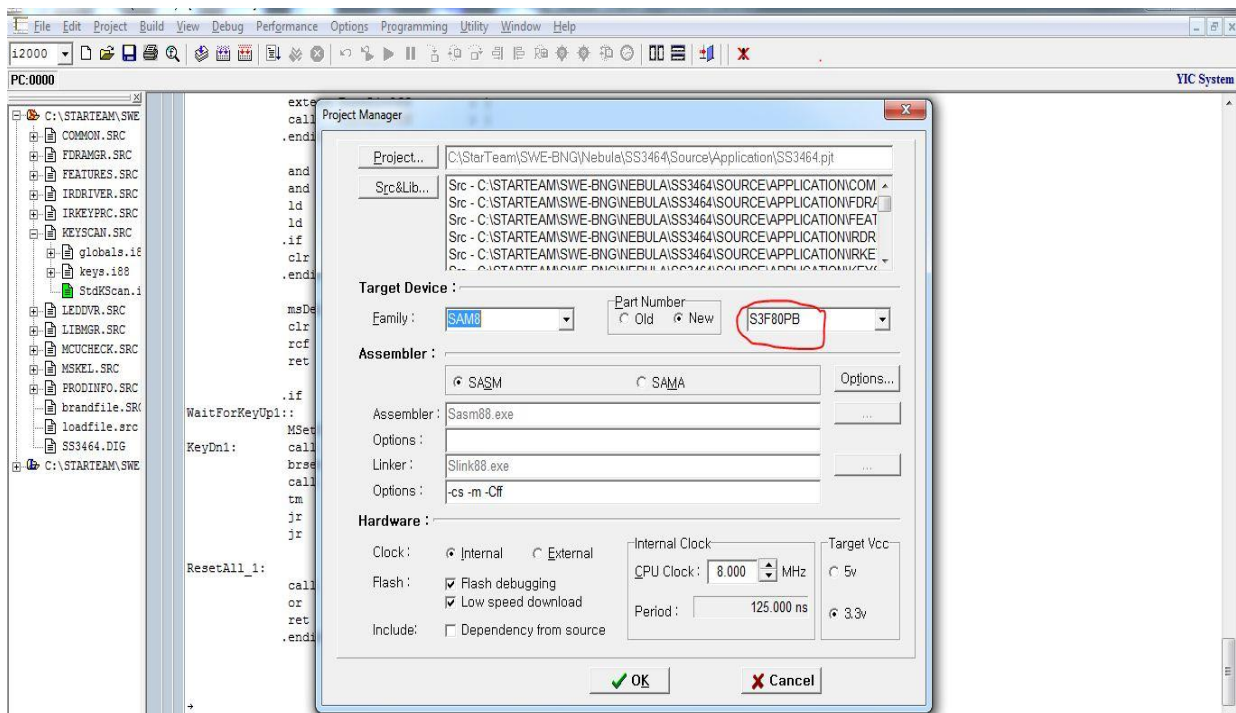 File Edit Project Build View Debug Performance Options Programming Utility Window Help
i2000
PC:0000 YIC System
C:\STARTEAM\SWE
COMMON.SRC
FDRAMGR.SRC
FEATURES.SRC
IRDRIVER.SRC
IRKEYPRC.SRC
KEYSCAN.SRC
globals.i8
keys.i88
StdKScan.i
LEDDVR.SRC
LIBMGR.SRC
MCUCHECK.SRC
MSKEL.SRC
PRODINFO.SRC
brandfile.SR
loadfile.src
SS3464.DIG
C:\STARTEAM\SWE
exte
call
.endi
and
and
ld
ld
.if
clr
.endi
msDe
clr
rcf
ret
.if
WaitForKeyUp1::
MSet
KeyDn1: call
brse
call
tm
jr
jr
ResetAll_1:
call
or
ret
.endi
Project Manager
Project... C:\StarTeam\SWE-BNG\Nebula\SS3464\Source\Application\SS3464.pjt
Src&Lib... Src - C:\STARTEAM\SWE-BNG\NEBULA\SS3464\SOURCE\APPLICATION\COM
Src - C:\STARTEAM\SWE-BNG\NEBULA\SS3464\SOURCE\APPLICATION\FDRA
Src - C:\STARTEAM\SWE-BNG\NEBULA\SS3464\SOURCE\APPLICATION\FEAT
Src - C:\STARTEAM\SWE-BNG\NEBULA\SS3464\SOURCE\APPLICATION\IRDR
Src - C:\STARTEAM\SWE-BNG\NEBULA\SS3464\SOURCE\APPLICATION\IRKE
Target Device :
Family : SAM8 Part Number Old New S3F80PB
Assembler :
SASM SAMA Options...
Assembler : Sasm88.exe ...
Options :
Linker : Slink88.exe ...
Options : -cs -m -Cff
Hardware :
Clock : Internal External
Flash : Flash debugging
Low speed download
Include: Dependency from source
Internal Clock
CPU Clock : 8.000 MHz
Period : 125.000 ns
Target Vcc
5v
3.3v
OK Cancel